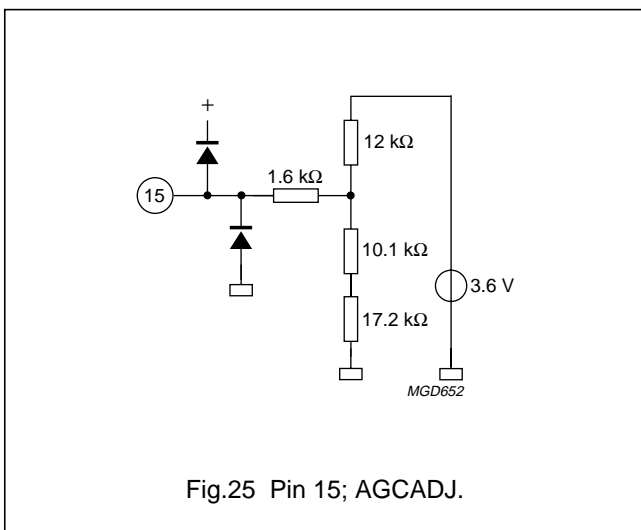 +
12 kΩ
1.6 kΩ
15
10.1 kΩ
3.6 V
17.2 kΩ
MGD652
Fig.25 Pin 15; AGCADJ.